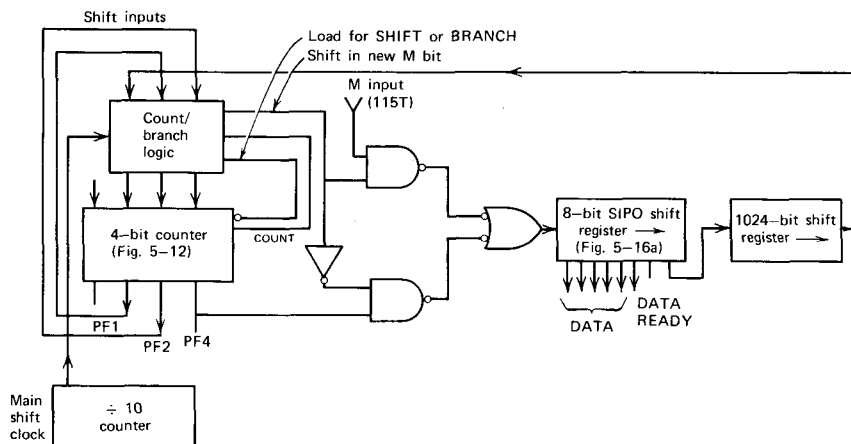 Shift inputs
Load for SHIFT or BRANCH
Shift in new M bit
M input
(115T)
Count/
branch
logic
4–bit counter
(Fig. 5–12)
COUNT
8–bit SIPO shift
register →
(Fig. 5–16a)
1024–bit shift
register →
DATA
DATA
READY
PF1
PF2
PF4
Main
shift
clock
÷ 10
counter